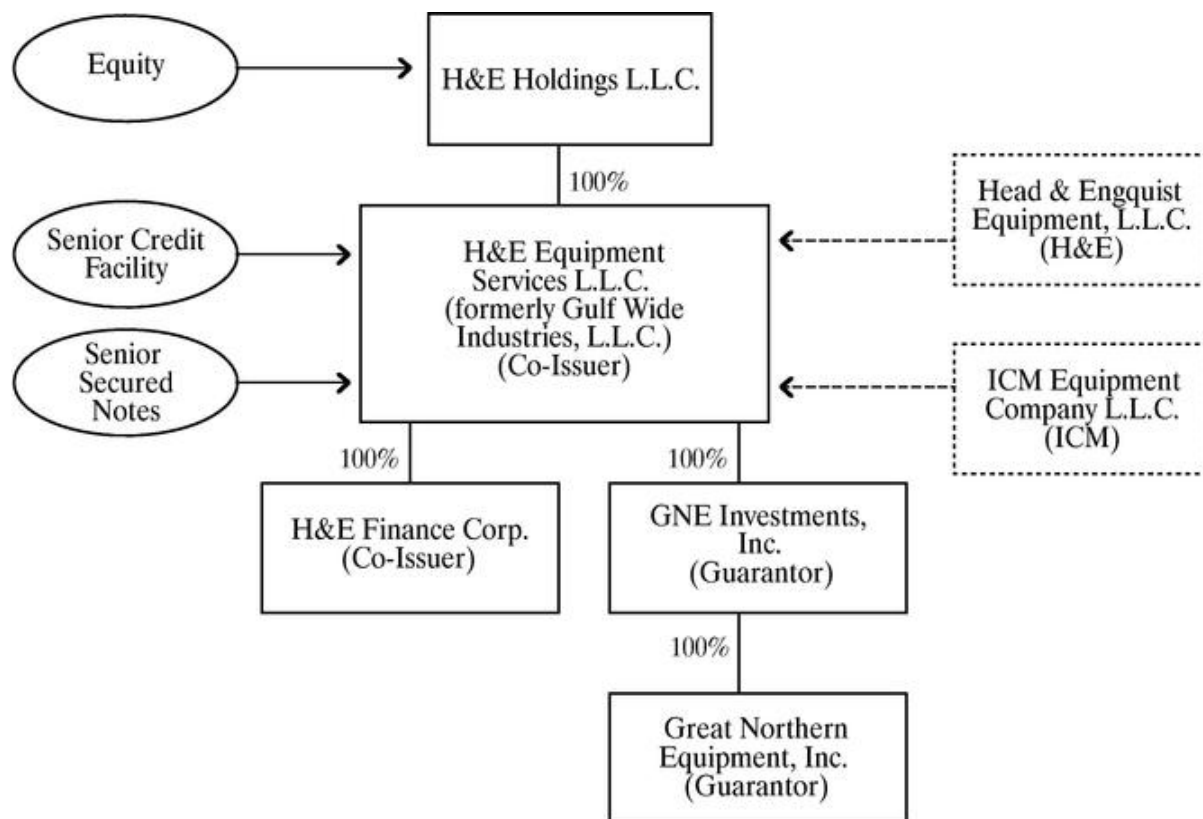 Equity
H&E Holdings L.L.C.
100%
Senior Credit
Facility
H&E Equipment
Services L.L.C.
(formerly Gulf Wide
Industries, L.L.C.)
(Co-Issuer)
Head & Engquist
Equipment, L.L.C.
(H&E)
Senior
Secured
Notes
ICM Equipment
Company L.L.C.
(ICM)
100%
100%
H&E Finance Corp.
(Co-Issuer)
GNE Investments,
Inc.
(Guarantor)
100%
Great Northern
Equipment, Inc.
(Guarantor)